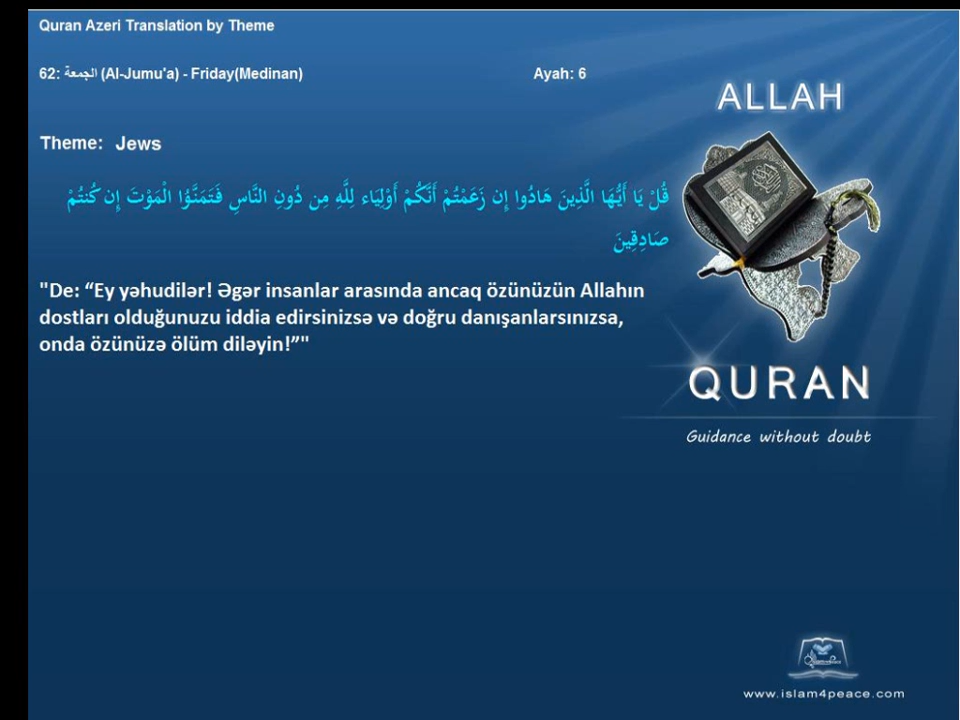 Quran Azeri Translation by Theme
62: الجمعة (Al-Jumu'a) - Friday(Medinan) Ayah: 6
Theme: Jews
قُلْ يَا أَيُّهَا الَّذِينَ هَادُوا إِن زَعَمْتُمْ أَنَّكُمْ أَوْلِيَاء لِلَّهِ مِن دُونِ النَّاسِ فَتَمَنَّوُا الْمَوْتَ إِن كُنتُمْ
صَادِقِينَ
"De: “Ey yəhudilər! Əgər insanlar arasında ancaq özünüzün Allahın
dostları olduğunuzu iddia edirsinizsə və doğru danışanlarsınızsa,
onda özünüzə ölüm diləyin!”"
ALLAH
QURAN
Guidance without doubt
www.islam4peace.com